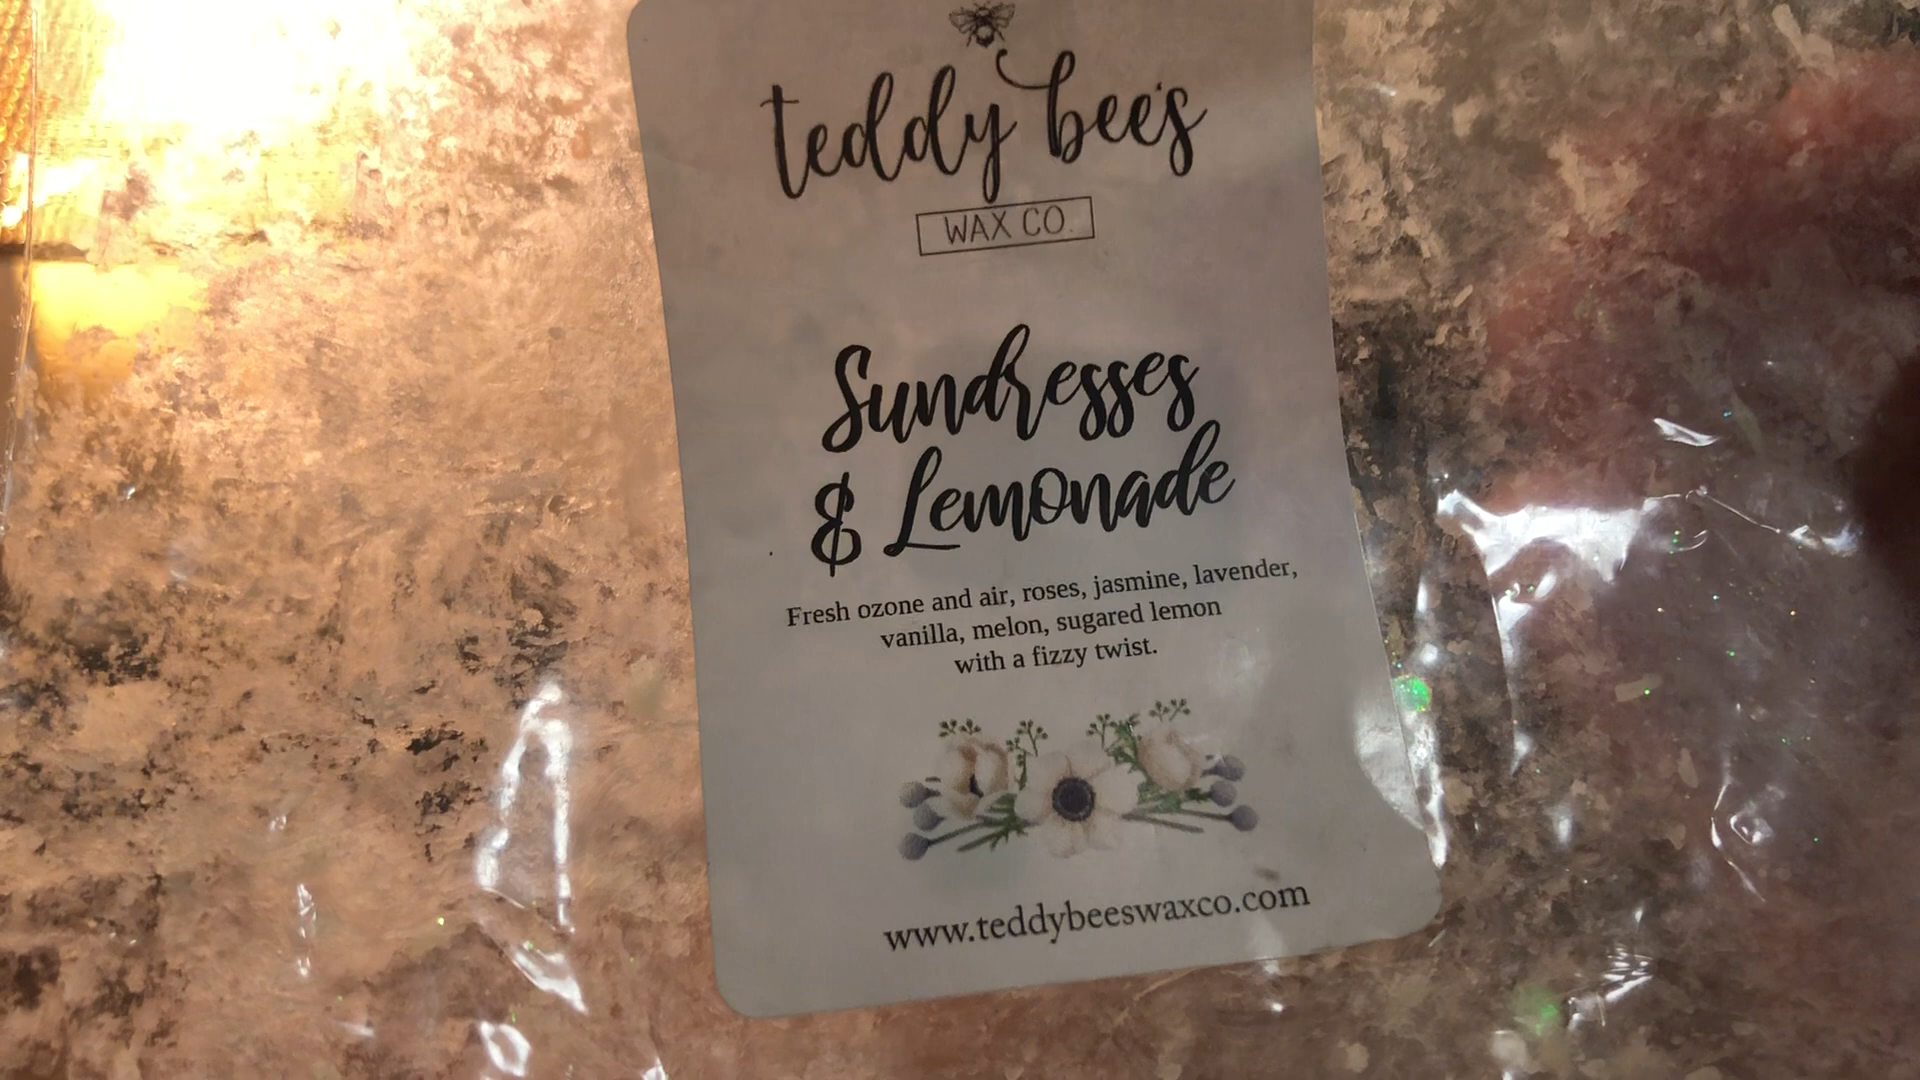 teddy bee's
WAX CO.
Sundresses
& Lemonade
Fresh ozone and air, roses, jasmine, lavender,
vanilla, melon, sugared lemon
with a fizzy twist.
www.teddybeeswaxco.com